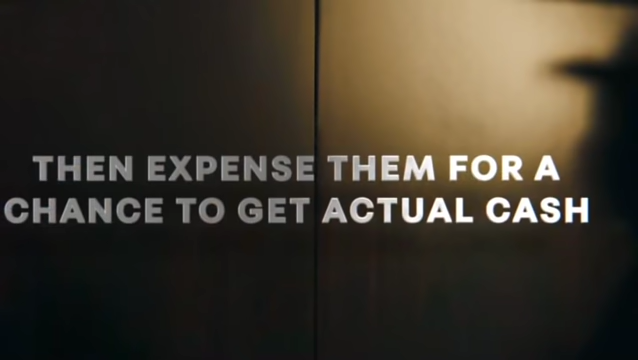 THEN EXPENSE THEM FOR A
CHANCE TO GET ACTUAL CASH